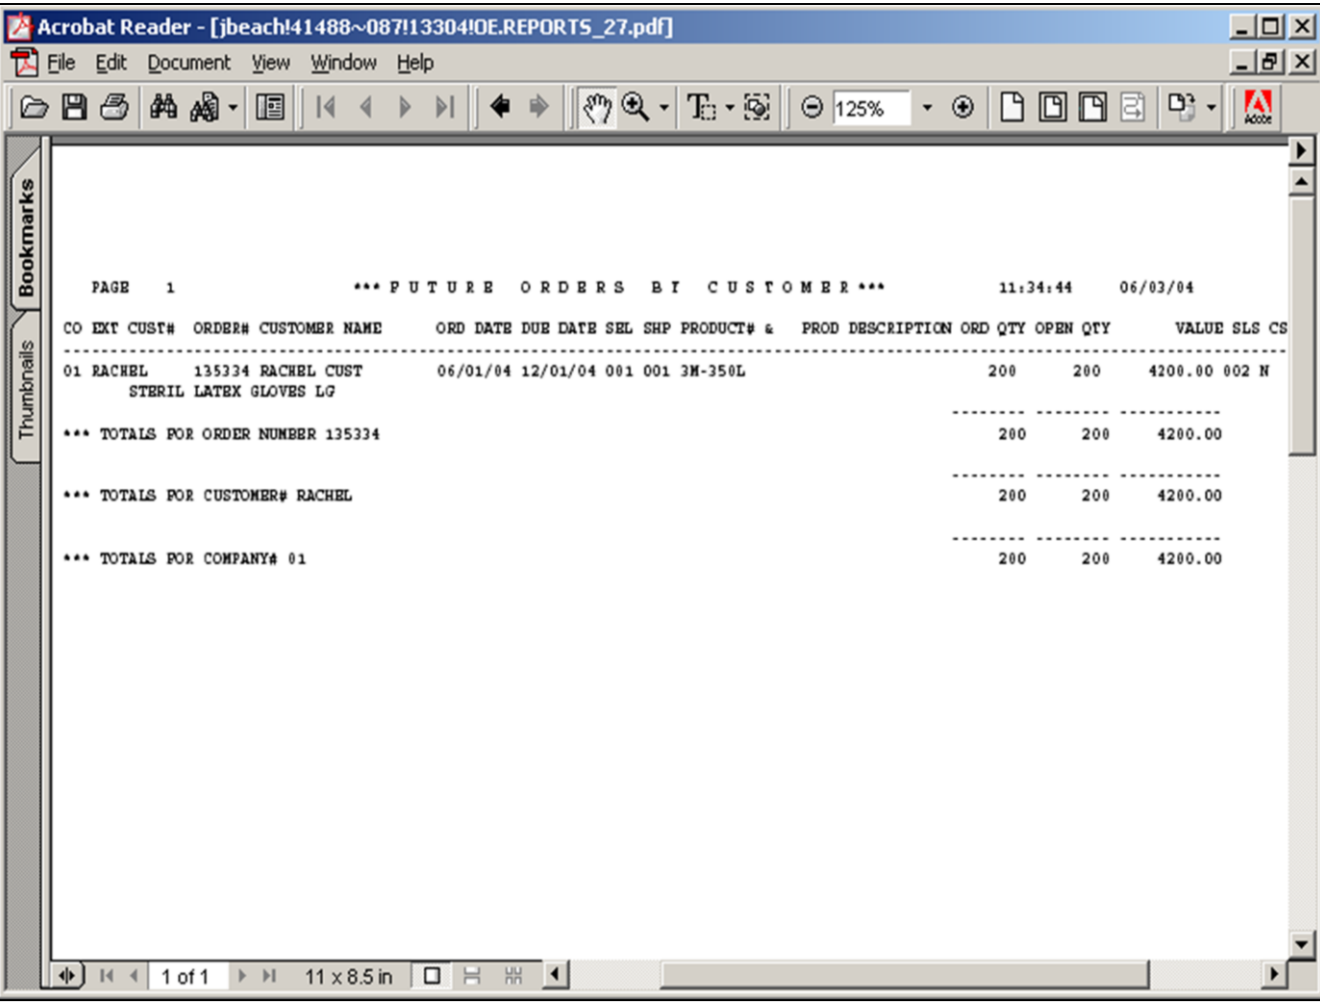 Acrobat Reader - [jbeach!41488~087!13304!OE.REPORTS_27.pdf]
File Edit Document View Window Help
125%
Adobe
Bookmarks
Thumbnails
PAGE 1 *** F U T U R E O R D E R S B Y C U S T O M E R *** 11:34:44 06/03/04
CO EXT CUST# ORDER# CUSTOMER NAME ORD DATE DUE DATE SEL SHP PRODUCT# & PROD DESCRIPTION ORD QTY OPEN QTY VALUE SLS CS
01 RACHEL 135334 RACHEL CUST 06/01/04 12/01/04 001 001 3M-350L 200 200 4200.00 002 N
STERIL LATEX GLOVES LG
*** TOTALS FOR ORDER NUMBER 135334 200 200 4200.00
*** TOTALS FOR CUSTOMER# RACHEL 200 200 4200.00
*** TOTALS FOR COMPANY# 01 200 200 4200.00
1 of 1 11 x 8.5 in